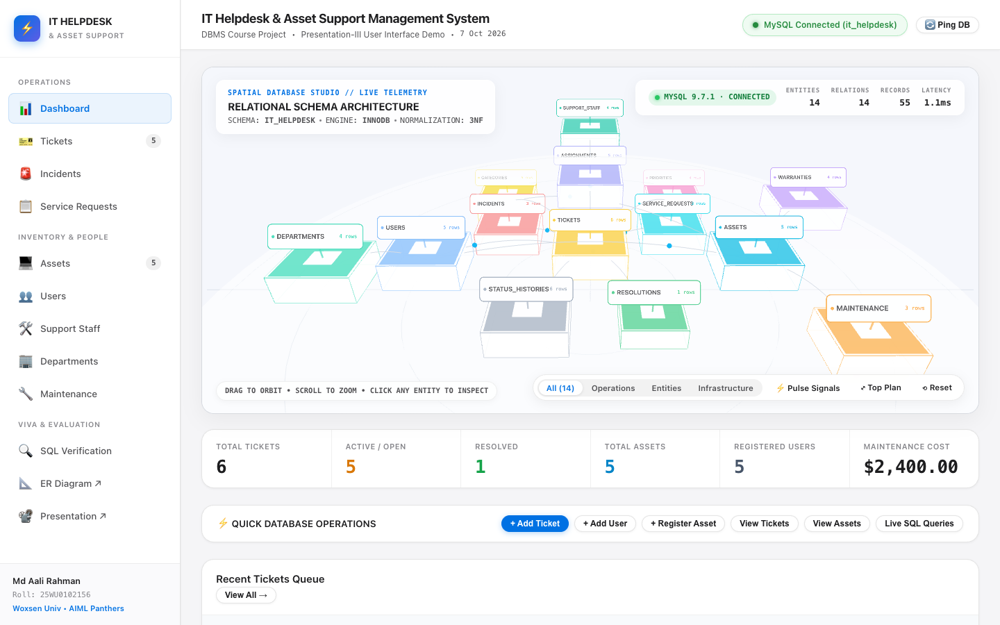 IT HELPDESK
& ASSET SUPPORT
OPERATIONS
Dashboard
Tickets 5
Incidents
Service Requests
INVENTORY & PEOPLE
Assets 5
Users
Support Staff
Departments
Maintenance
VIVA & EVALUATION
SQL Verification
ER Diagram ↗
Presentation ↗
Md Aali Rahman
Roll: 25WU0102156
Woxsen Univ • AIML Panthers
IT Helpdesk & Asset Support Management System
DBMS Course Project • Presentation-III User Interface Demo • 7 Oct 2026
MySQL Connected (it_helpdesk)
Ping DB
SPATIAL DATABASE STUDIO // LIVE TELEMETRY
RELATIONAL SCHEMA ARCHITECTURE
SCHEMA: IT_HELPDESK • ENGINE: INNODB • NORMALIZATION: 3NF
MYSQL 9.7.1 · CONNECTED
ENTITIES RELATIONS RECORDS LATENCY
14 14 55 1.1ms
SUPPORT_STAFF 4 rows
ASSIGNMENTS
CATEGORIES
PRIORITIES
WARRANTIES 4 rows
INCIDENTS 3 rows
SERVICE_REQUESTS rows
TICKETS 6 rows
USERS 5 rows
ASSETS 5 rows
DEPARTMENTS 4 rows
STATUS_HISTORIES 6 rows
RESOLUTIONS 1 rows
MAINTENANCE 3 rows
DRAG TO ORBIT • SCROLL TO ZOOM • CLICK ANY ENTITY TO INSPECT
All (14) Operations Entities Infrastructure
⚡ Pulse Signals
⤢ Top Plan
⟲ Reset
TOTAL TICKETS
6
ACTIVE / OPEN
5
RESOLVED
1
TOTAL ASSETS
5
REGISTERED USERS
5
MAINTENANCE COST
$2,400.00
⚡ QUICK DATABASE OPERATIONS
+ Add Ticket
+ Add User
+ Register Asset
View Tickets
View Assets
Live SQL Queries
Recent Tickets Queue
View All →